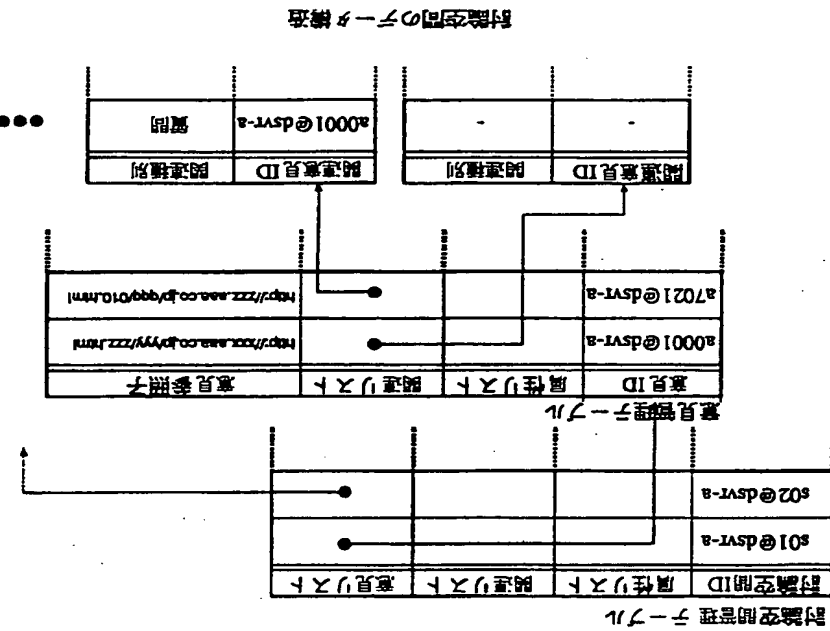 討論空間管理 テーブル
討論空間ID 属性リスト 関連リスト 意見リスト
s01@dsvr-a
s02@dsvr-a
意見管理テーブル
意見ID 属性リスト 関連リスト 意見参照子
a0001@dsvr-a http://xxx.aaa.co.jp/yyy/zzz.html
a7021@dsvr-a http://zzz.aaa.co.jp/qqq/010.html
関連意見ID 関連種別
- -
関連意見ID 関連種別
a0001@dsvr-a 質問
討論空間のデータ構造